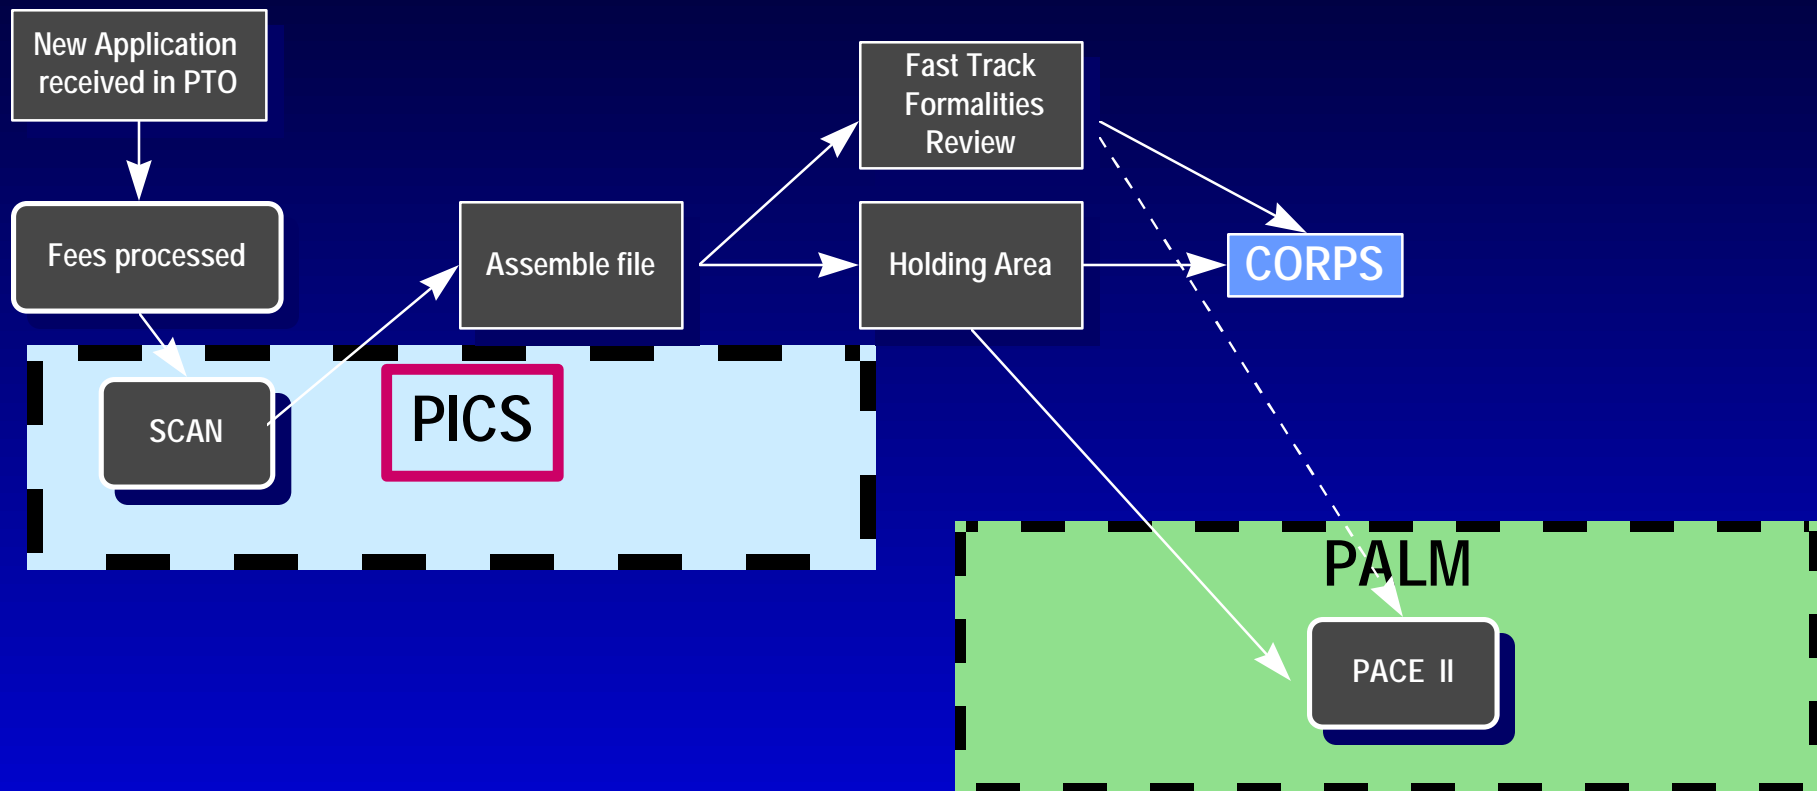 New Application
received in PTO
Fast Track
Formalities
Review
Fees processed
Assemble file
Holding Area
CORPS
SCAN
PICS
PALM
PACE II